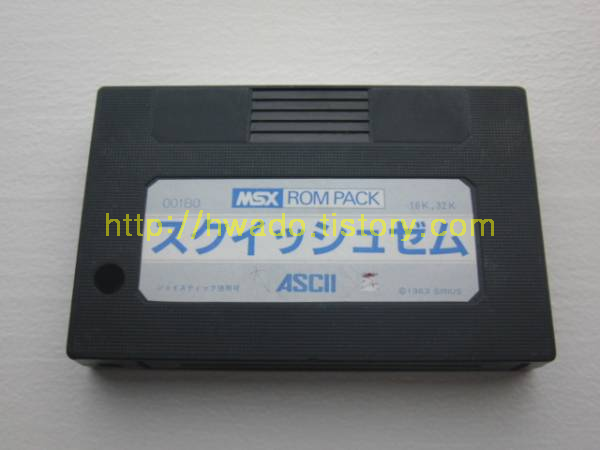 001B0 MSX ROM PACK 16K,32K
http://hwado.tistory.com
スクイッシュゼム
ジョイスティック使用可 ASCII ©1983 SIRIUS